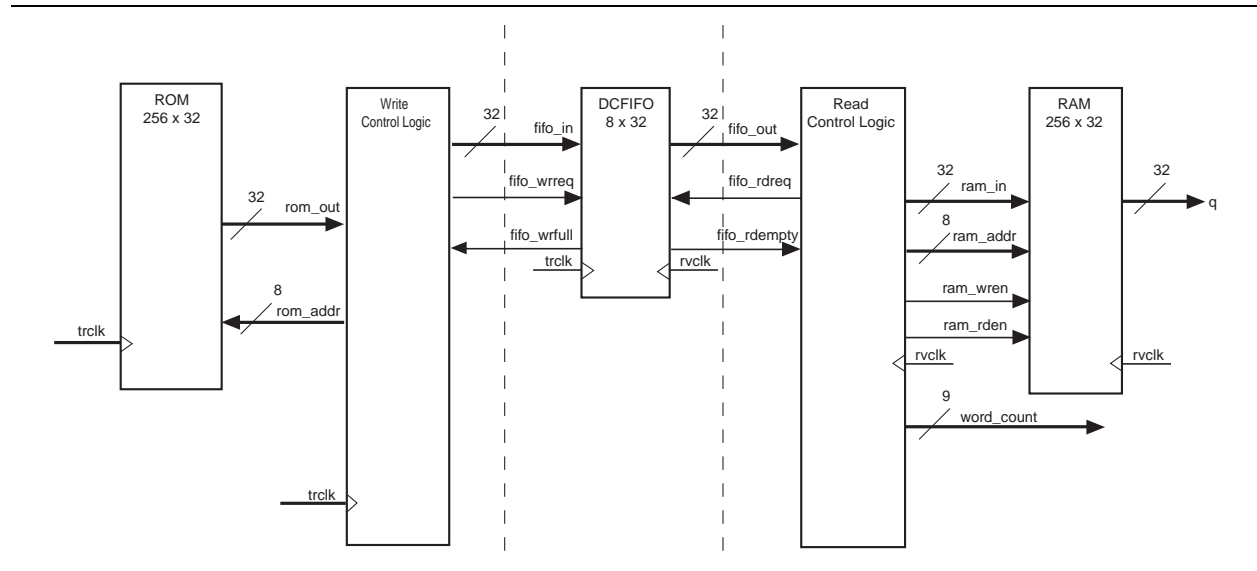 ROM
256 x 32
Write
Control Logic
DCFIFO
8 x 32
Read
Control Logic
RAM
256 x 32
32
fifo_in
32
fifo_out
fifo_wrreq
fifo_rdreq
32
ram_in
32
q
32
rom_out
fifo_wrfull
fifo_rdempty
8
ram_addr
trclk
rvclk
8
rom_addr
ram_wren
ram_rden
trclk
rvclk
rvclk
9
word_count
trclk